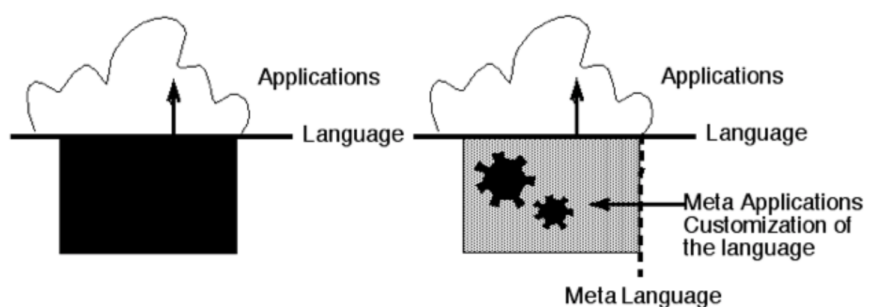 Applications
Language
Applications
Language
Meta Applications
Customization of
the language
Meta Language